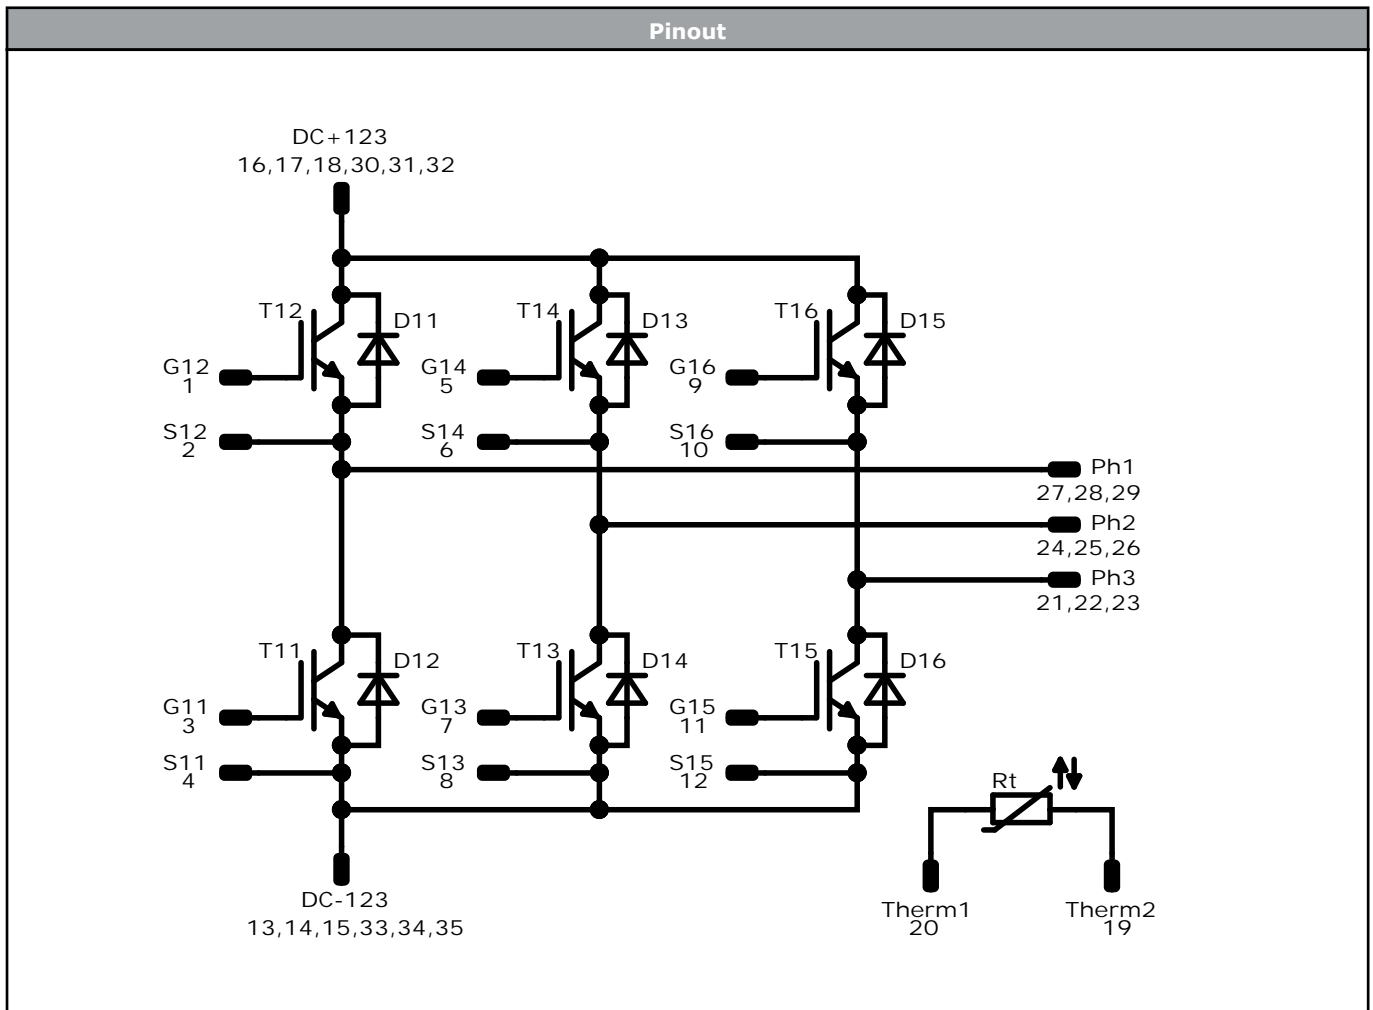 Pinout
DC+123
16,17,18,30,31,32
T12
D11
T14
D13
T16
D15
G12
1
G14
5
G16
9
S12
2
S14
6
S16
10
Ph1
27,28,29
Ph2
24,25,26
Ph3
21,22,23
T11
D12
T13
D14
T15
D16
G11
3
G13
7
G15
11
S11
4
S13
8
S15
12
Rt
DC-123
13,14,15,33,34,35
Therm1
20
Therm2
19